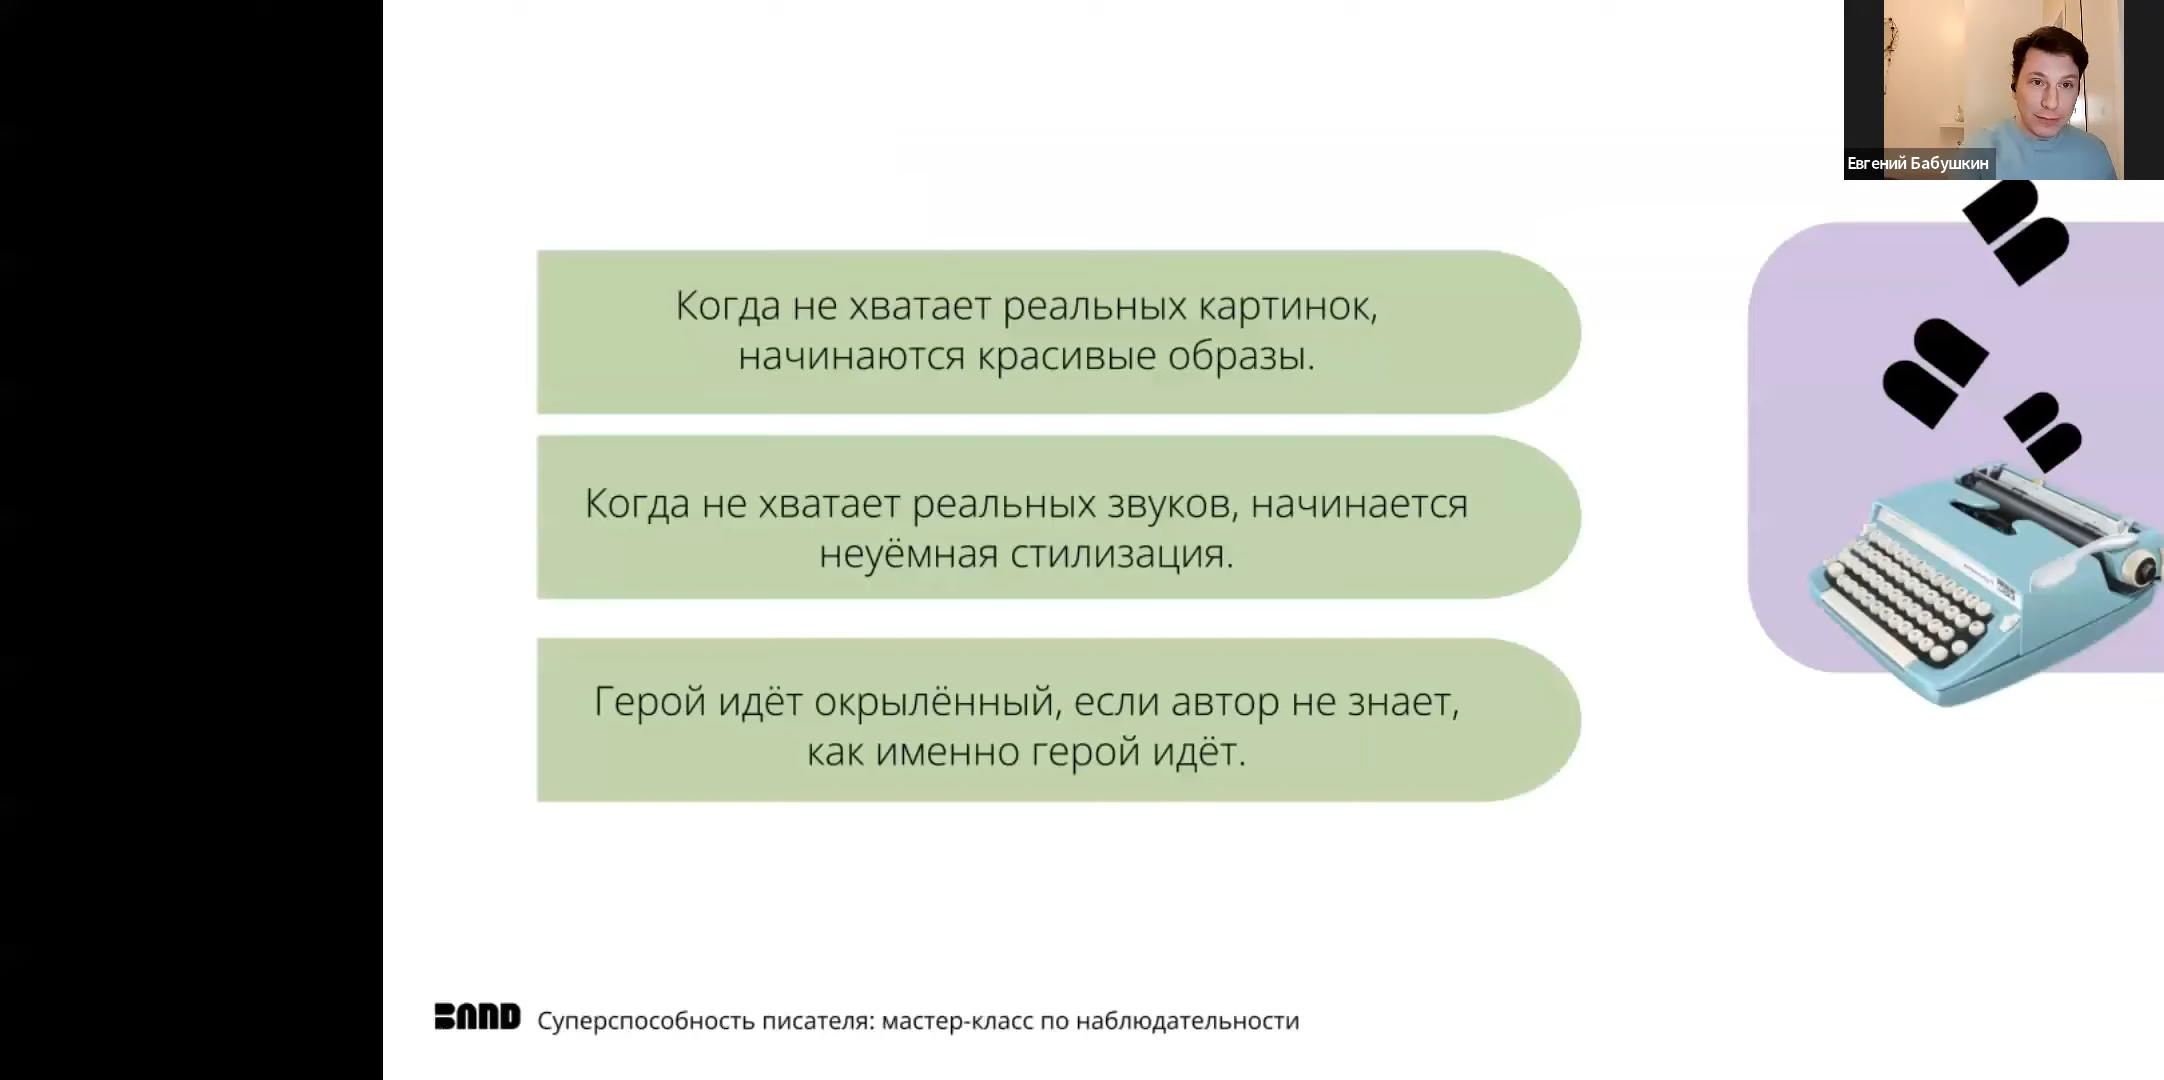 Евгений Бабушкин
Когда не хватает реальных картинок,
начинаются красивые образы.
Когда не хватает реальных звуков, начинается
неуёмная стилизация.
Герой идёт окрылённый, если автор не знает,
как именно герой идёт.
BAND Суперспособность писателя: мастер-класс по наблюдательности